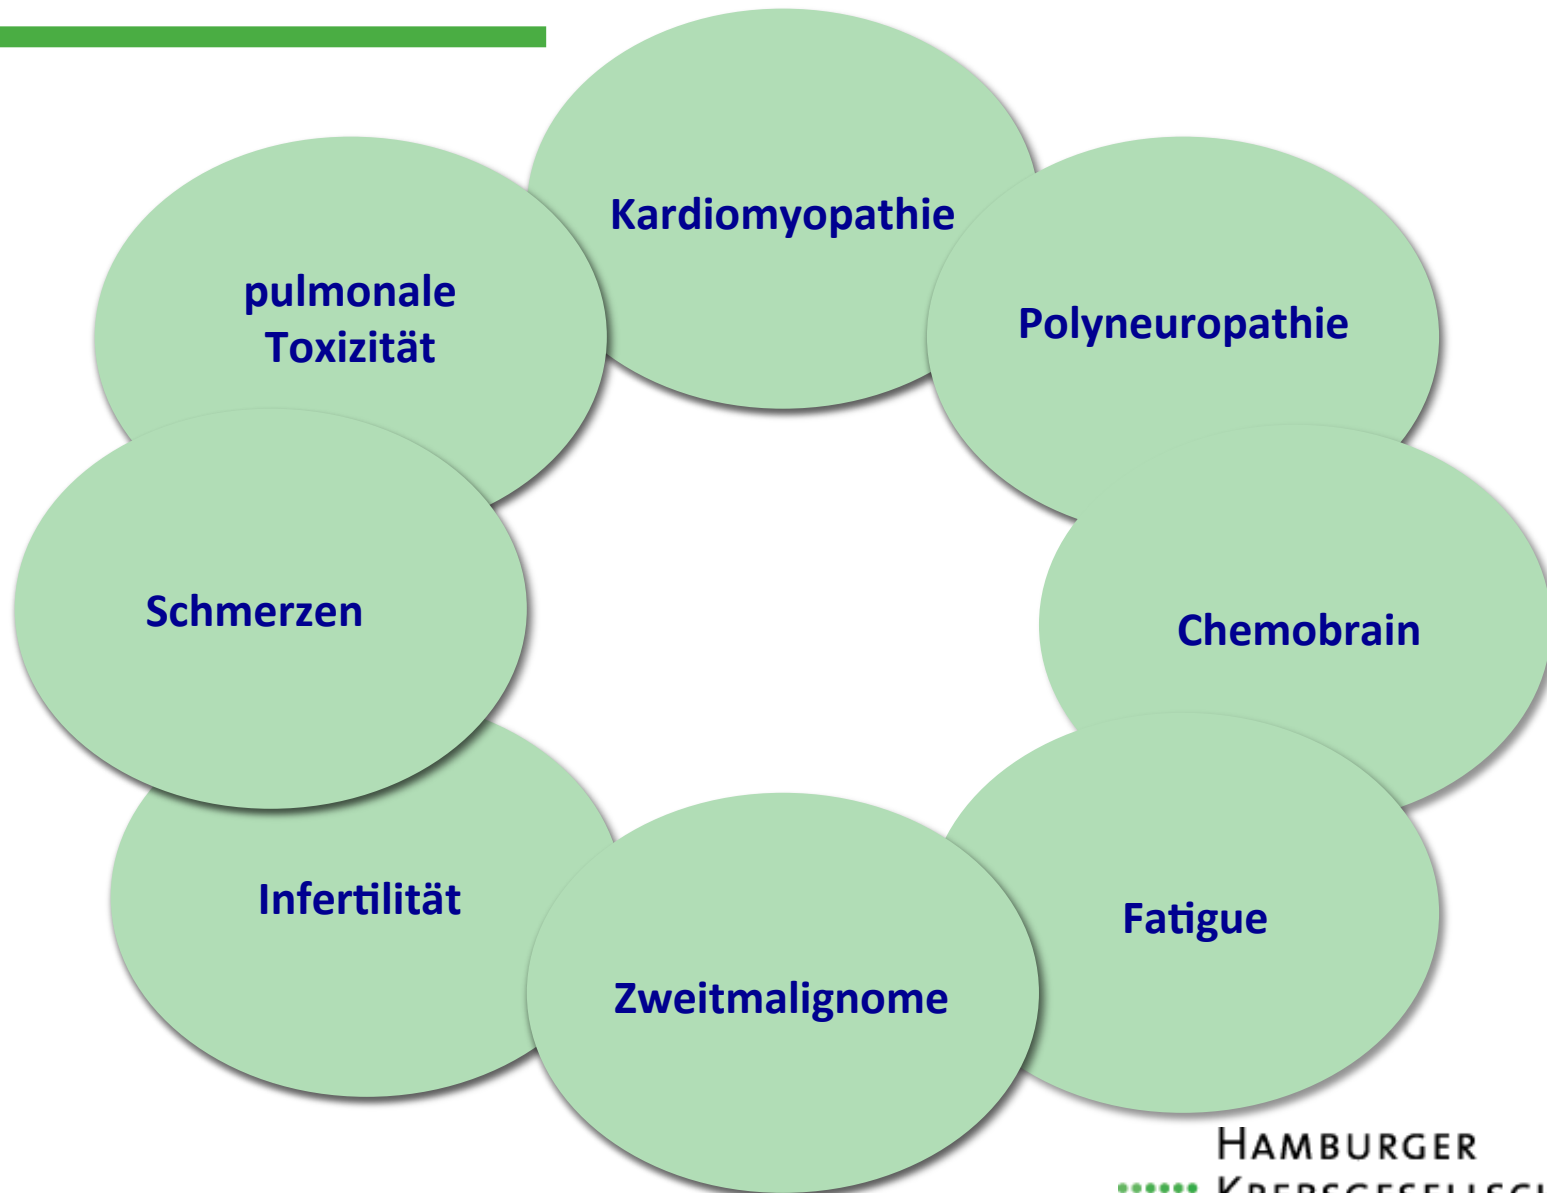 Kardiomyopathie
pulmonale
Toxizität
Polyneuropathie
Schmerzen
Chemobrain
Infertilität
Fatigue
Zweitmalignome
HAMBURGER